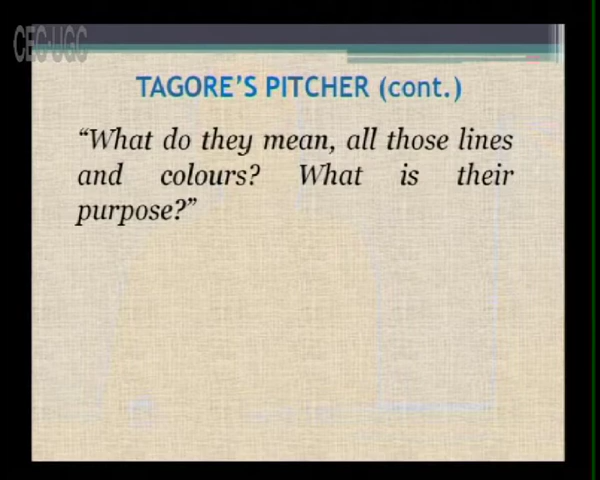 CEC-UGC
TAGORE'S PITCHER (cont.)
“What do they mean, all those lines
and colours? What is their
purpose?”